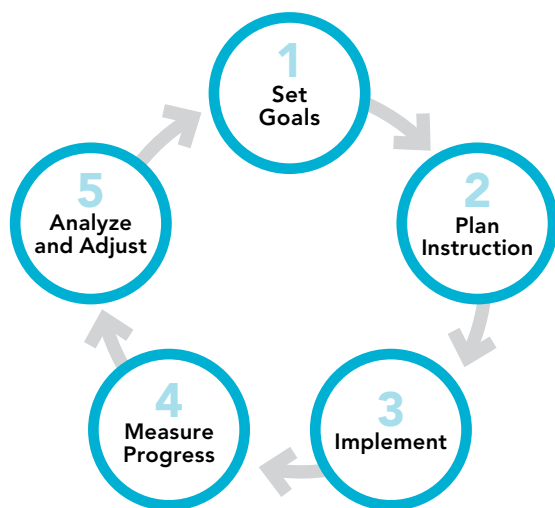 1
Set
Goals
2
Plan
Instruction
3
Implement
4
Measure
Progress
5
Analyze
and Adjust